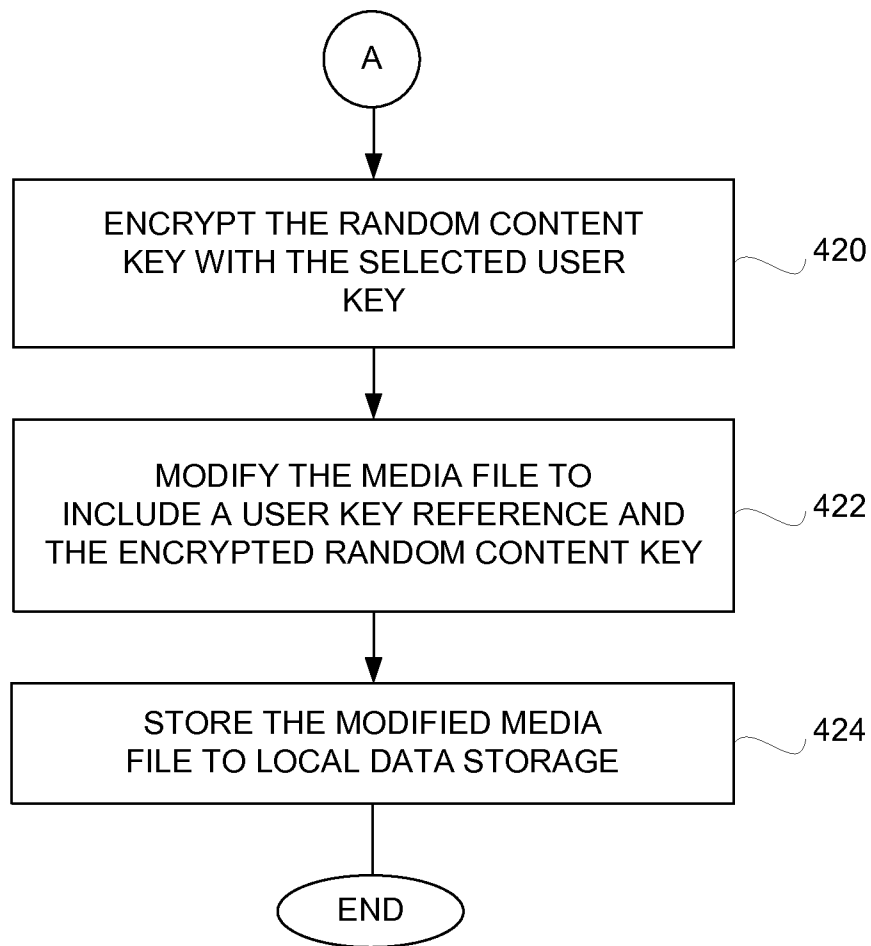 A
ENCRYPT THE RANDOM CONTENT
KEY WITH THE SELECTED USER
KEY
420
MODIFY THE MEDIA FILE TO
INCLUDE A USER KEY REFERENCE AND
THE ENCRYPTED RANDOM CONTENT KEY
422
STORE THE MODIFIED MEDIA
FILE TO LOCAL DATA STORAGE
424
END